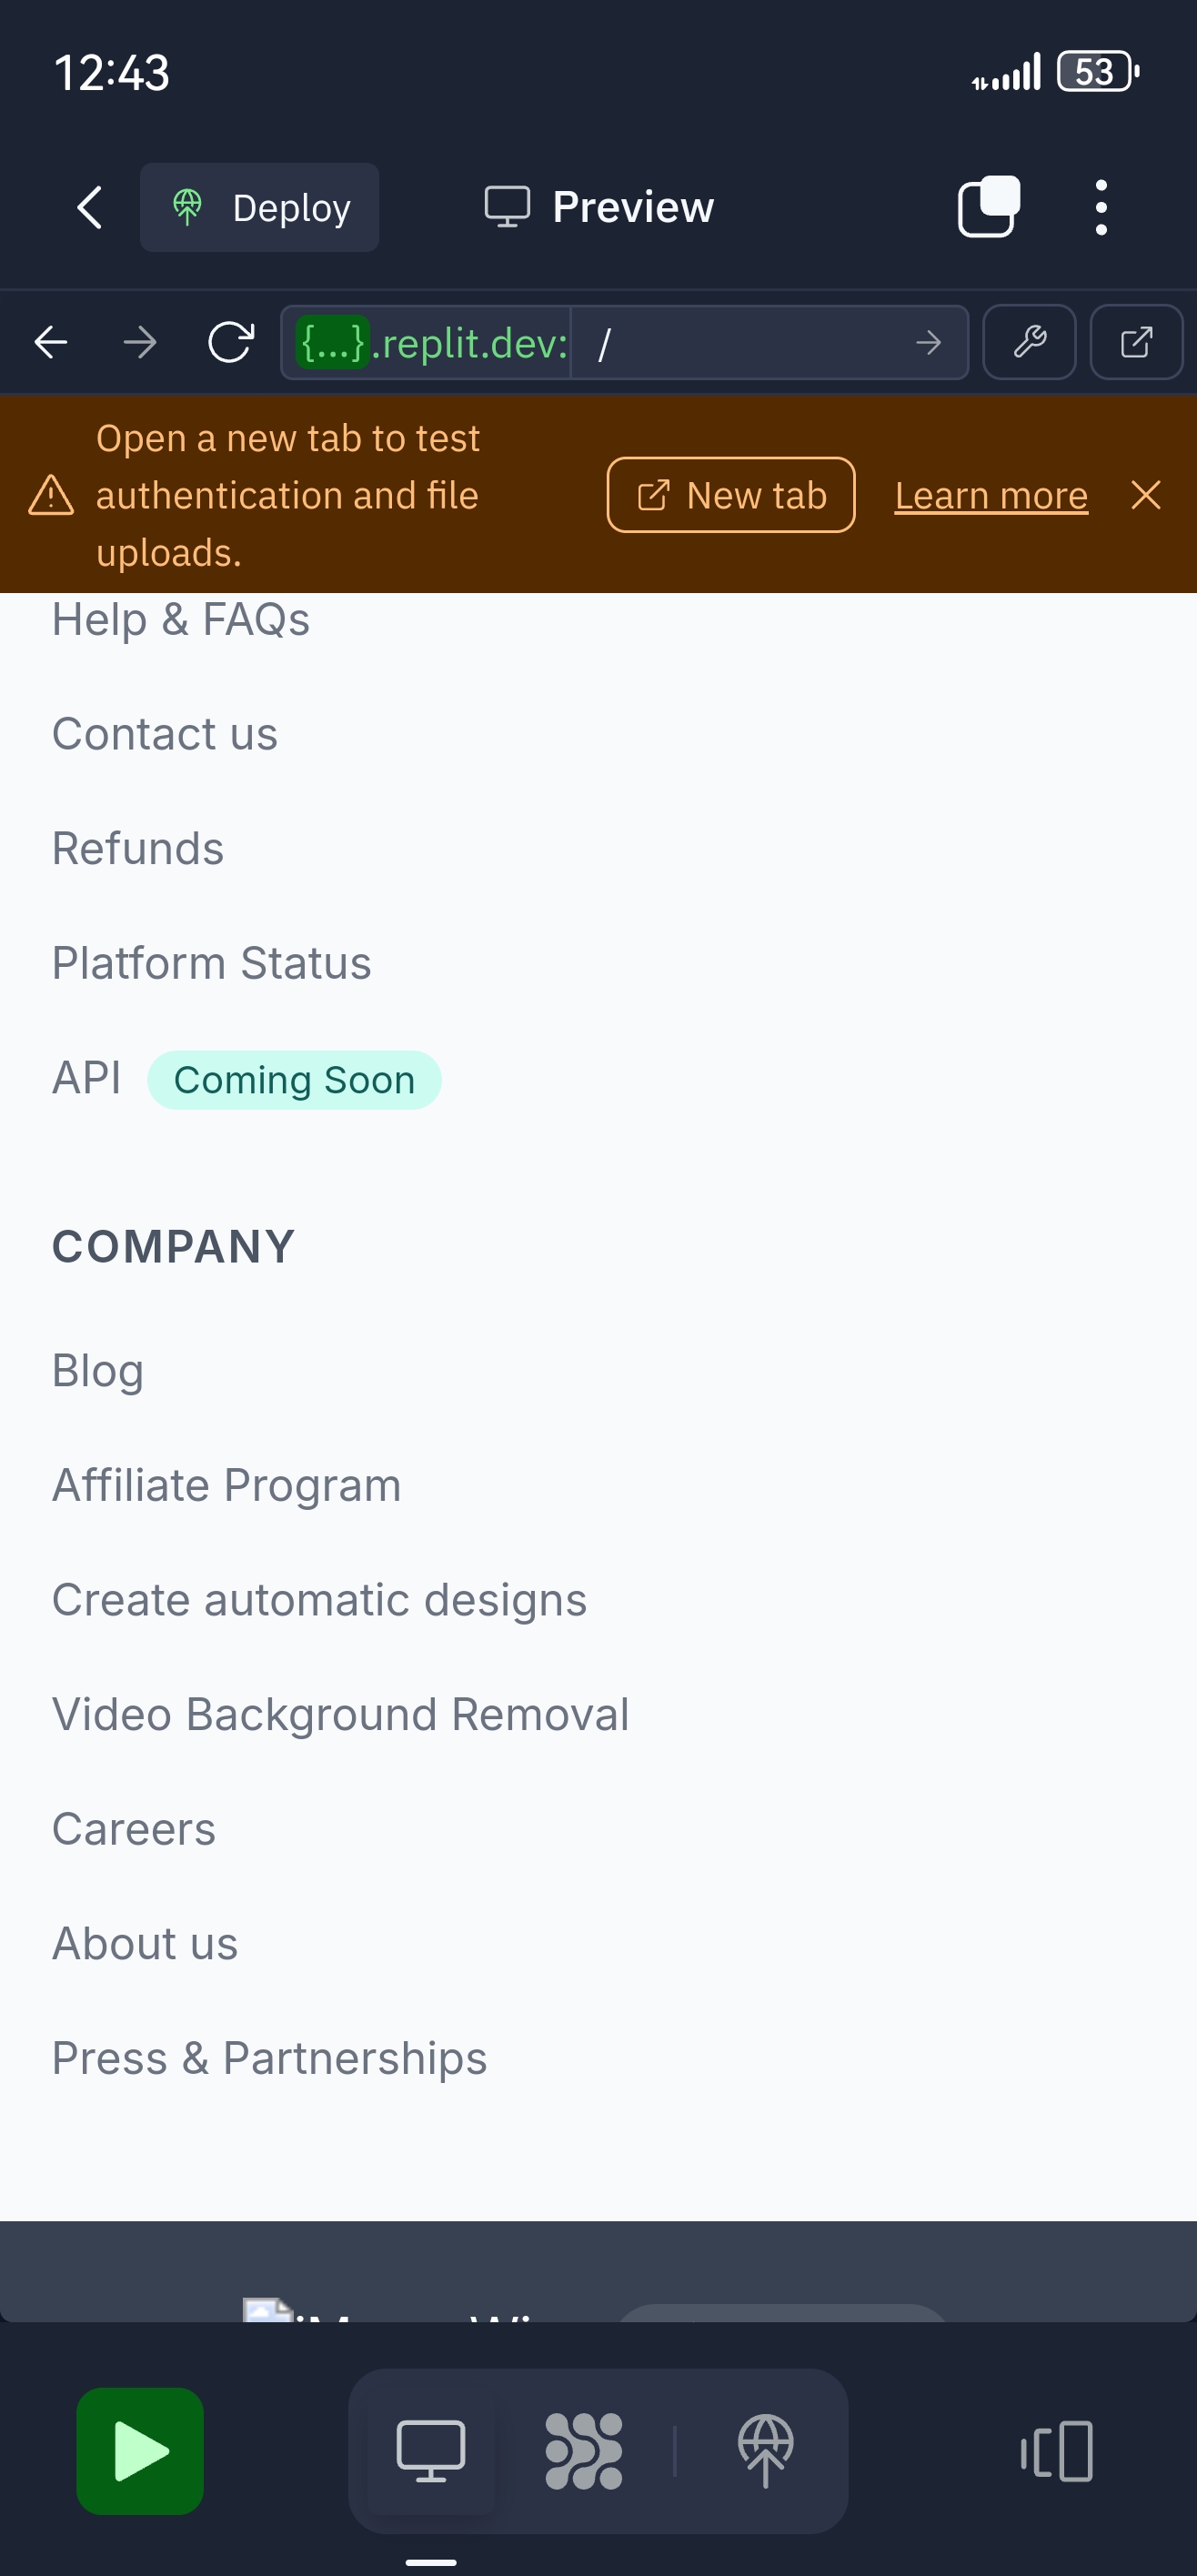 12:43
53
Deploy
Preview
{...}.replit.dev: /
Open a new tab to test
authentication and file
uploads.
New tab
Learn more
Help & FAQs
Contact us
Refunds
Platform Status
API Coming Soon
COMPANY
Blog
Affiliate Program
Create automatic designs
Video Background Removal
Careers
About us
Press & Partnerships